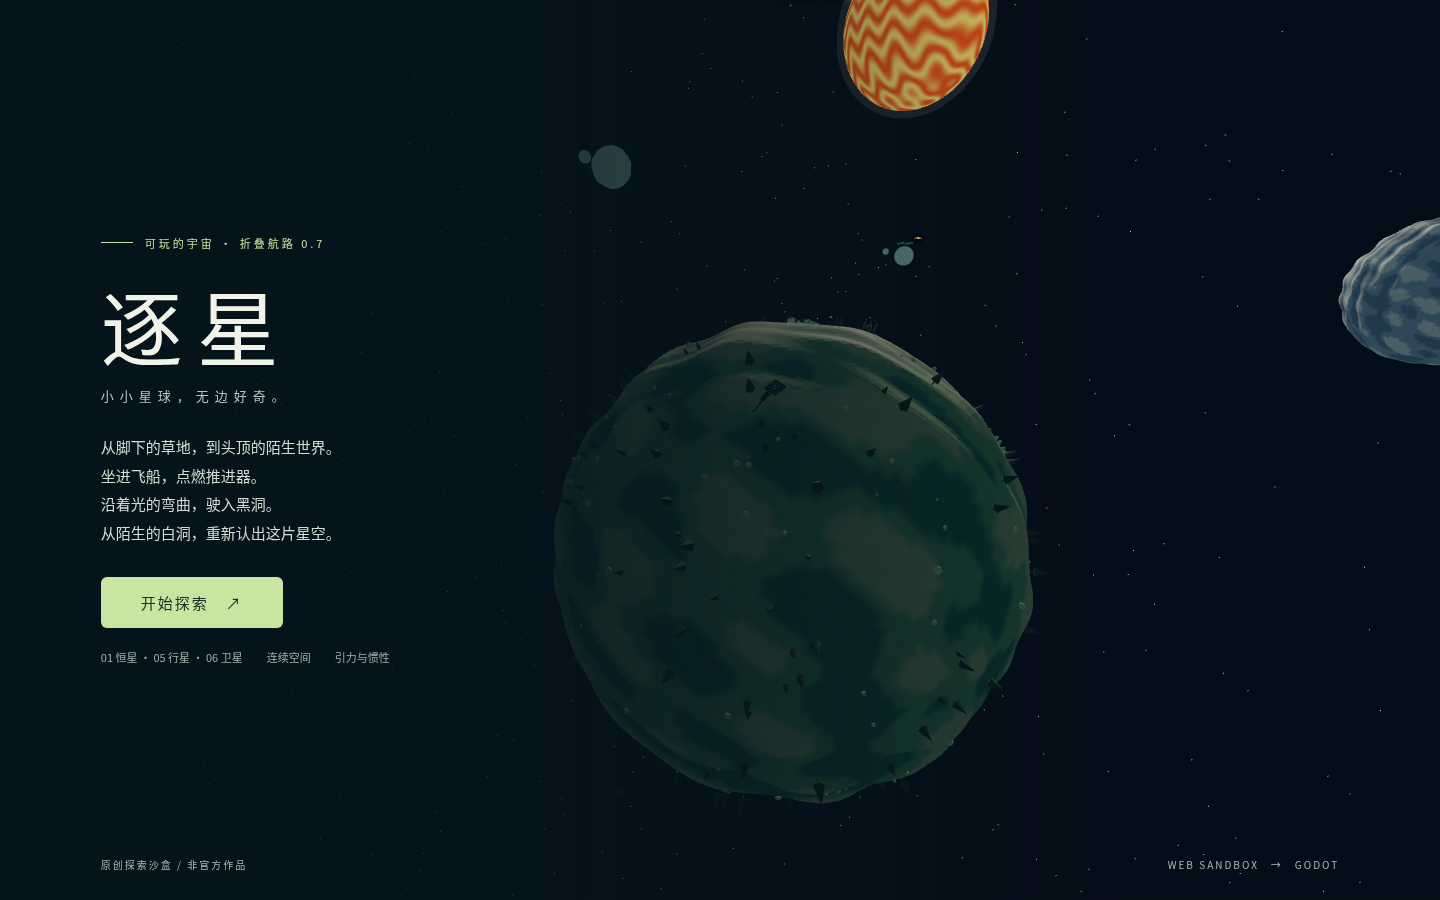 可玩的宇宙 · 折叠航路 0.7
逐星
小小星球，无边好奇。
从脚下的草地，到头顶的陌生世界。
坐进飞船，点燃推进器。
沿着光的弯曲，驶入黑洞。
从陌生的白洞，重新认出这片星空。
开始探索 ↗
01 恒星 · 05 行星 · 06 卫星 连续空间 引力与惯性
原创探索沙盒 / 非官方作品
WEB SANDBOX → GODOT